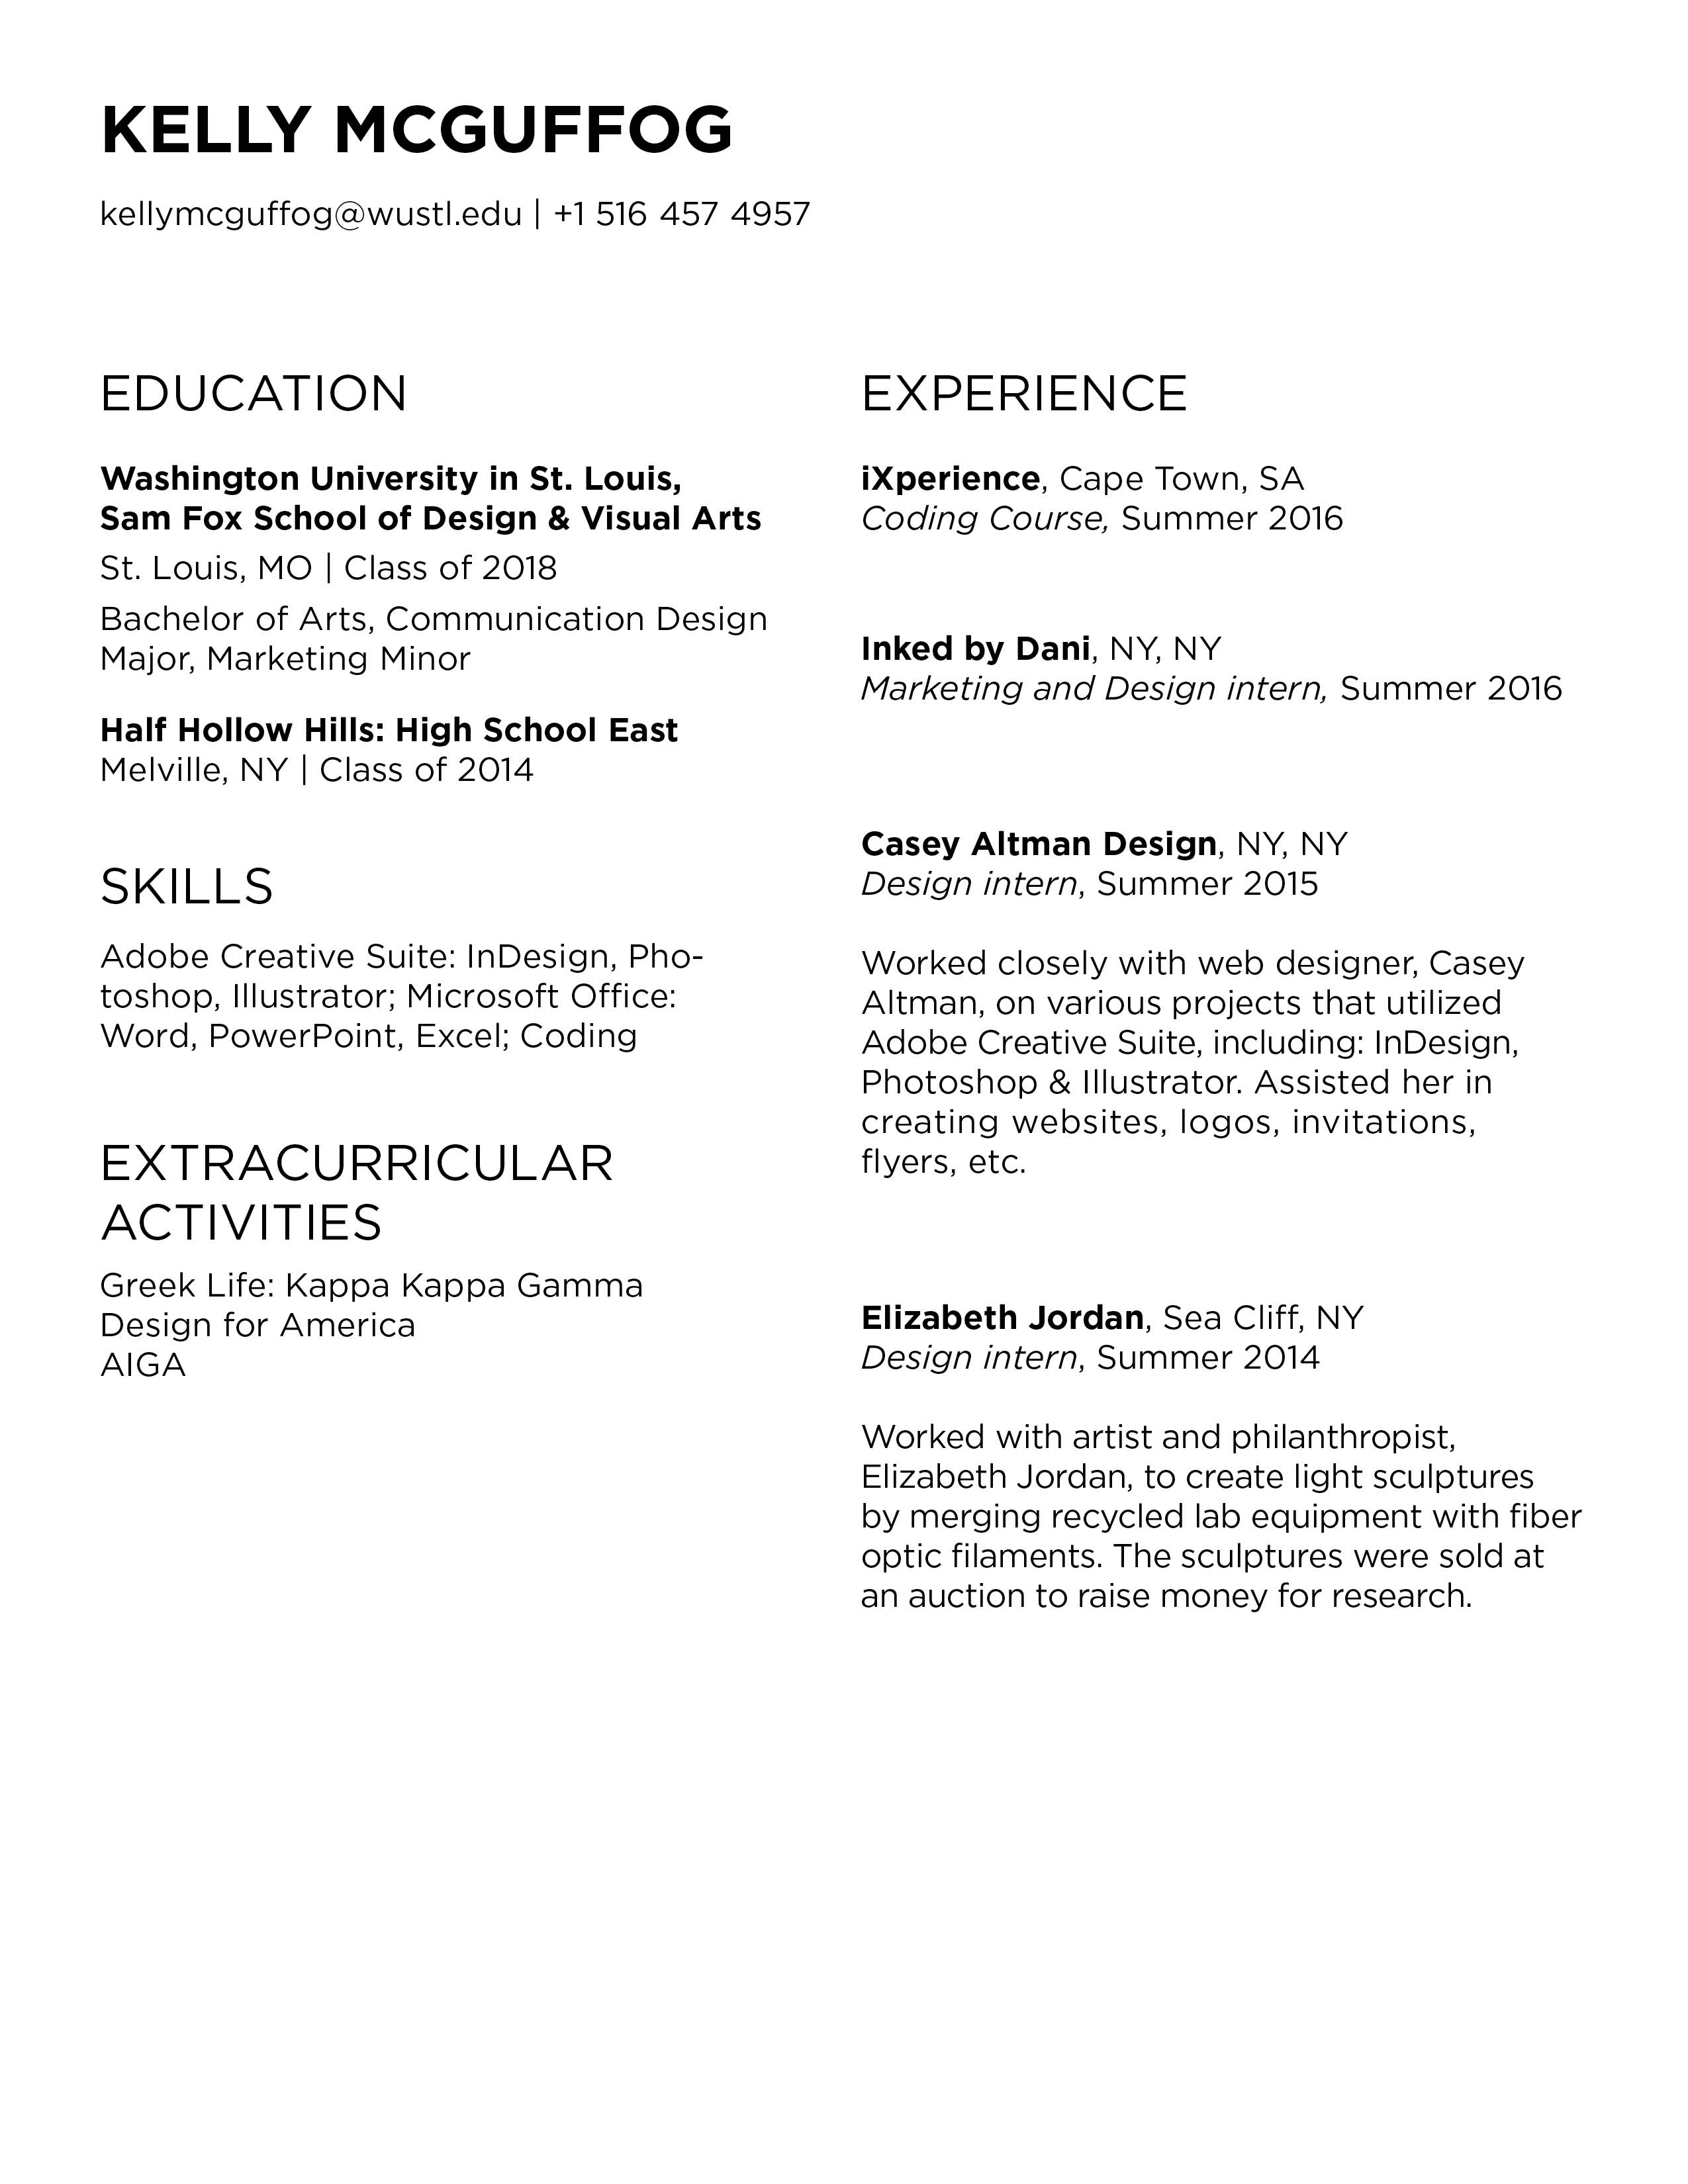 KELLY MCGUFFOG
kellymcguffog@wustl.edu | +1 516 457 4957
EDUCATION
Washington University in St. Louis,
Sam Fox School of Design & Visual Arts
St. Louis, MO | Class of 2018
Bachelor of Arts, Communication Design
Major, Marketing Minor
Half Hollow Hills: High School East
Melville, NY | Class of 2014
SKILLS
Adobe Creative Suite: InDesign, Pho-
toshop, Illustrator; Microsoft Office:
Word, PowerPoint, Excel; Coding
EXTRACURRICULAR
ACTIVITIES
Greek Life: Kappa Kappa Gamma
Design for America
AIGA
EXPERIENCE
iXperience, Cape Town, SA
Coding Course, Summer 2016
Inked by Dani, NY, NY
Marketing and Design intern, Summer 2016
Casey Altman Design, NY, NY
Design intern, Summer 2015
Worked closely with web designer, Casey
Altman, on various projects that utilized
Adobe Creative Suite, including: InDesign,
Photoshop & Illustrator. Assisted her in
creating websites, logos, invitations,
flyers, etc.
Elizabeth Jordan, Sea Cliff, NY
Design intern, Summer 2014
Worked with artist and philanthropist,
Elizabeth Jordan, to create light sculptures
by merging recycled lab equipment with fiber
optic filaments. The sculptures were sold at
an auction to raise money for research.